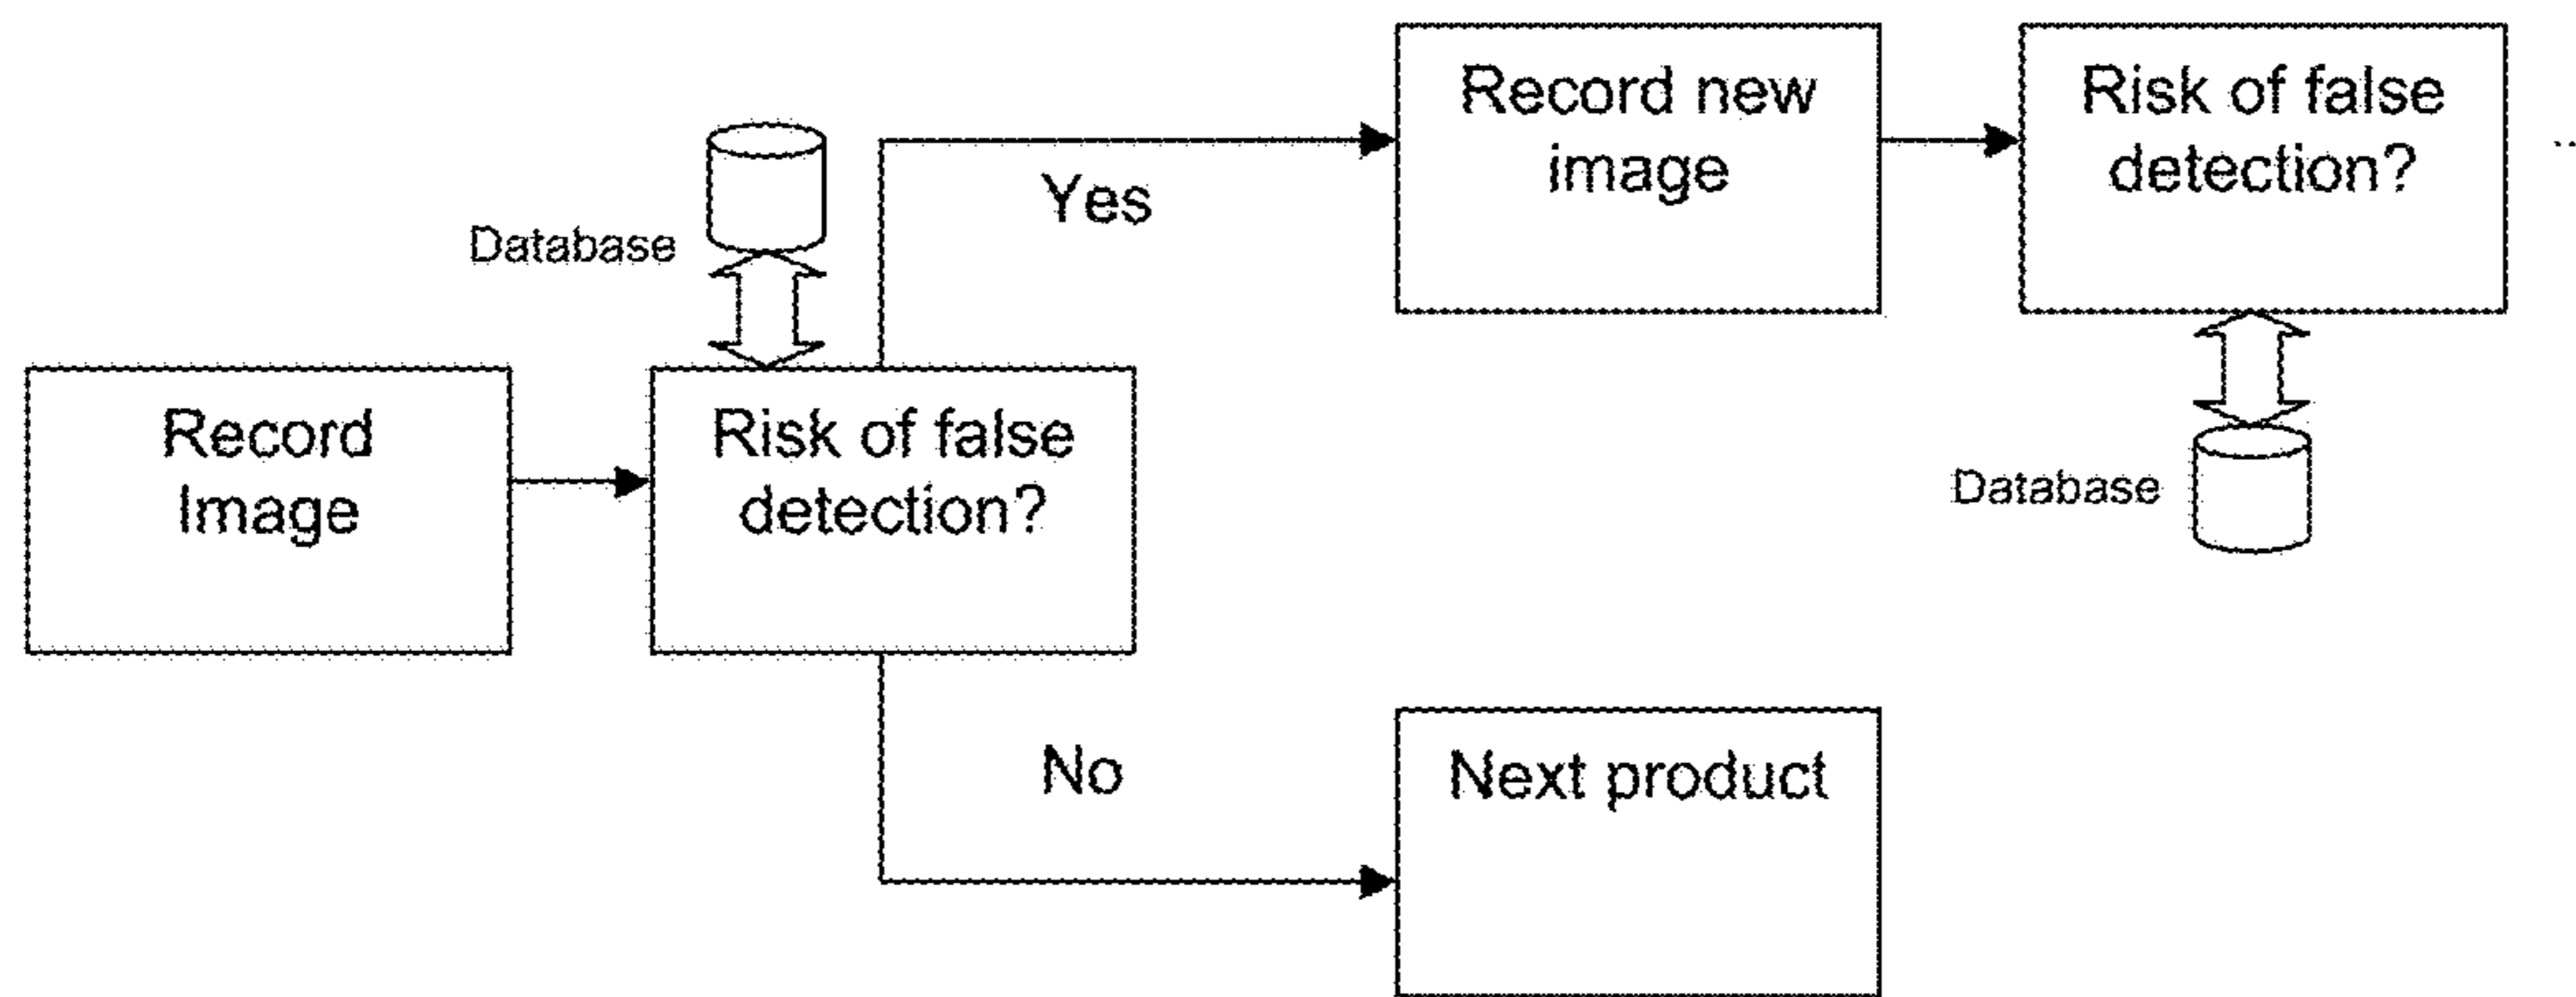 Record
Image
Database
Risk of false
detection?
Yes
Record new
image
Risk of false
detection?
..
Database
No
Next product